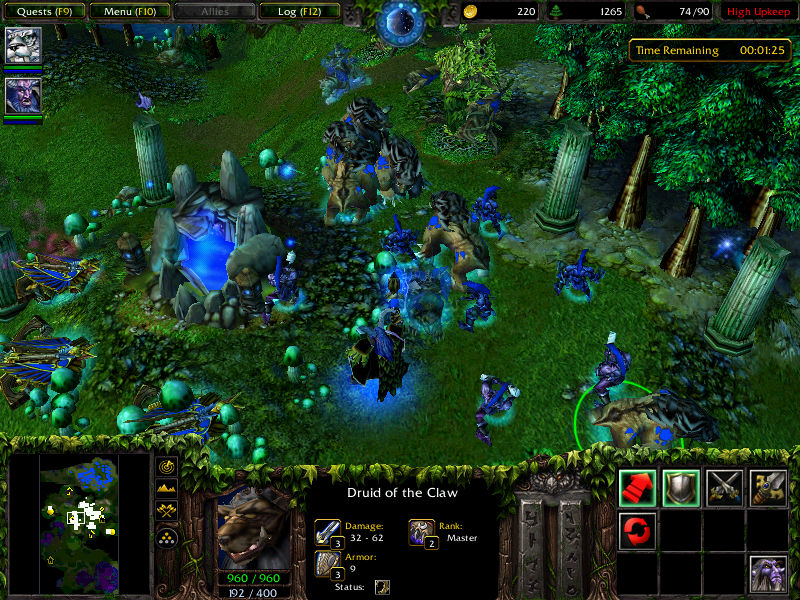 Quests (F9) Menu (F10) Allies Log (F12) 220 1265 74/90 High Upkeep
Time Remaining 00:01:25
Druid of the Claw
Damage: Rank:
32 - 62 Master
3 2
Armor:
9
3
Status:
960 / 960
192 / 400